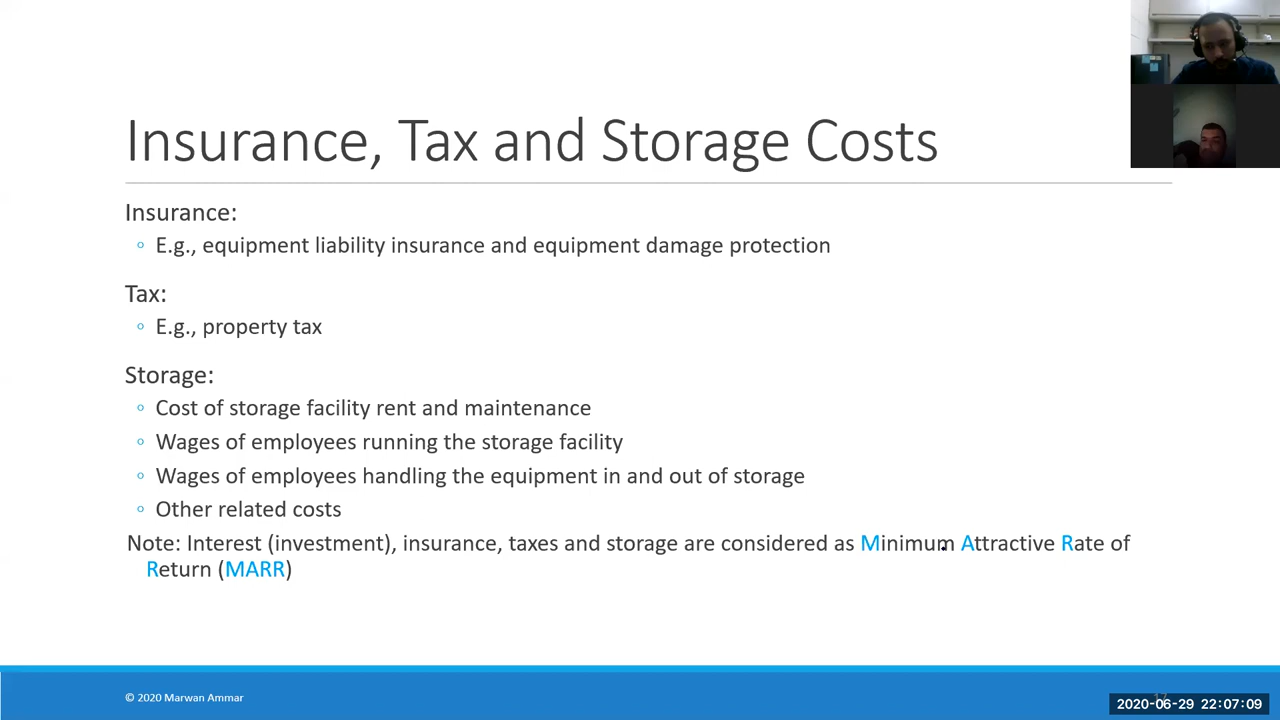 Insurance, Tax and Storage Costs
Insurance:
◦ E.g., equipment liability insurance and equipment damage protection
Tax:
◦ E.g., property tax
Storage:
◦ Cost of storage facility rent and maintenance
◦ Wages of employees running the storage facility
◦ Wages of employees handling the equipment in and out of storage
◦ Other related costs
Note: Interest (investment), insurance, taxes and storage are considered as Minimum Attractive Rate of
Return (MARR)
© 2020 Marwan Ammar
2020-06-29 22:07:09